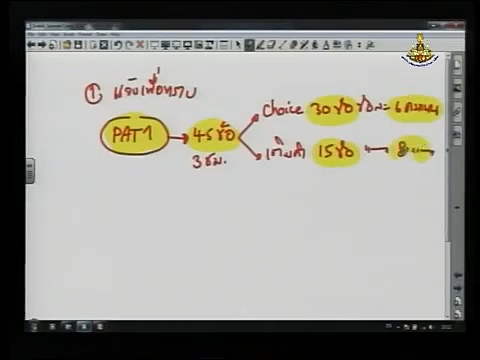 ① แจ้งเพื่อทราบ
PAT1 → 45 ข้อ
3 ชม.
Choice 30 ข้อ ข้อละ 6 คะแนน
เติมคำ 15 ข้อ 8